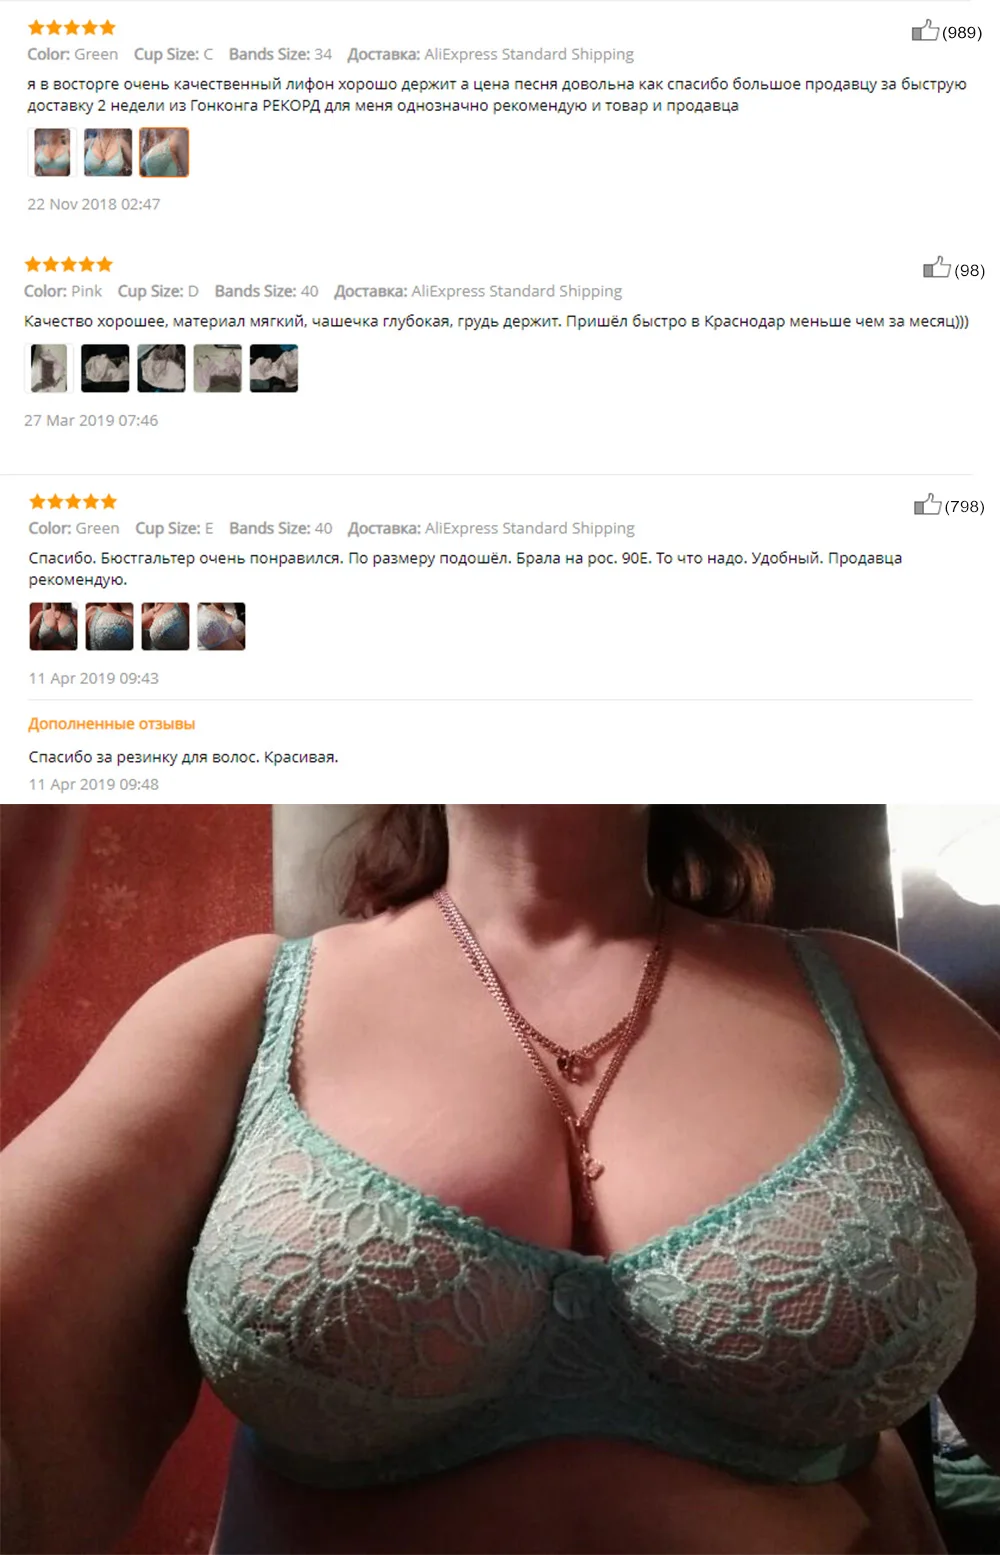 (989)
Color: Green Cup Size: C Bands Size: 34 Доставка: AliExpress Standard Shipping
я в восторге очень качественный лифон хорошо держит а цена песня довольна как спасибо большое продавцу за быструю
доставку 2 недели из Гонконга РЕКОРД для меня однозначно рекомендую и товар и продавца
22 Nov 2018 02:47
(98)
Color: Pink Cup Size: D Bands Size: 40 Доставка: AliExpress Standard Shipping
Качество хорошее, материал мягкий, чашечка глубокая, грудь держит. Пришёл быстро в Краснодар меньше чем за месяц)))
27 Mar 2019 07:46
(798)
Color: Green Cup Size: E Bands Size: 40 Доставка: AliExpress Standard Shipping
Спасибо. Бюстгальтер очень понравился. По размеру подошёл. Брала на рос. 90Е. То что надо. Удобный. Продавца
рекомендую.
11 Apr 2019 09:43
Дополненные отзывы
Спасибо за резинку для волос. Красивая.
11 Apr 2019 09:48